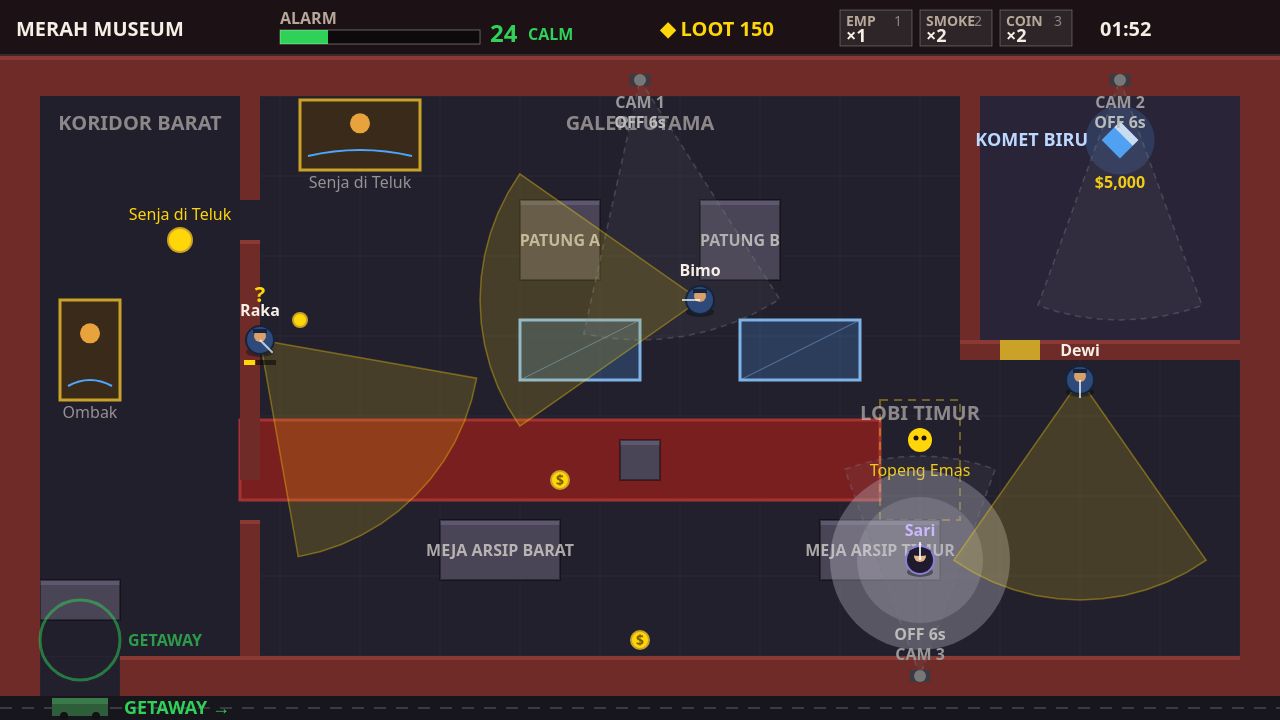 MERAH MUSEUM
ALARM
24 CALM
◆ LOOT 150
EMP 1
×1
SMOKE 2
×2
COIN 3
×2
01:52
CAM 1
OFF 6s
CAM 2
OFF 6s
KORIDOR BARAT
GALERI UTAMA
KOMET BIRU
$5,000
Senja di Teluk
Senja di Teluk
PATUNG A
PATUNG B
Bimo
?
Raka
Dewi
Ombak
LOBI TIMUR
Topeng Emas
$
Sari
MEJA ARSIP BARAT
MEJA ARSIP TIMUR
GETAWAY
$
OFF 6s
CAM 3
GETAWAY →